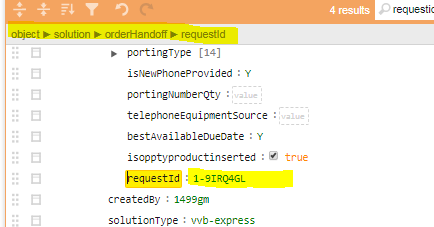 4 results requestid
object ▶ solution ▶ orderHandoff ▶ requestId
▶ portingType [14]
isNewPhoneProvided : Y
portingNumberQty : value
telephoneEquipmentSource : value
bestAvailableDueDate : Y
isopptyproductinserted : true
requestId : 1-9IRQ4GL
createdBy : 1499gm
solutionType : vvb-express